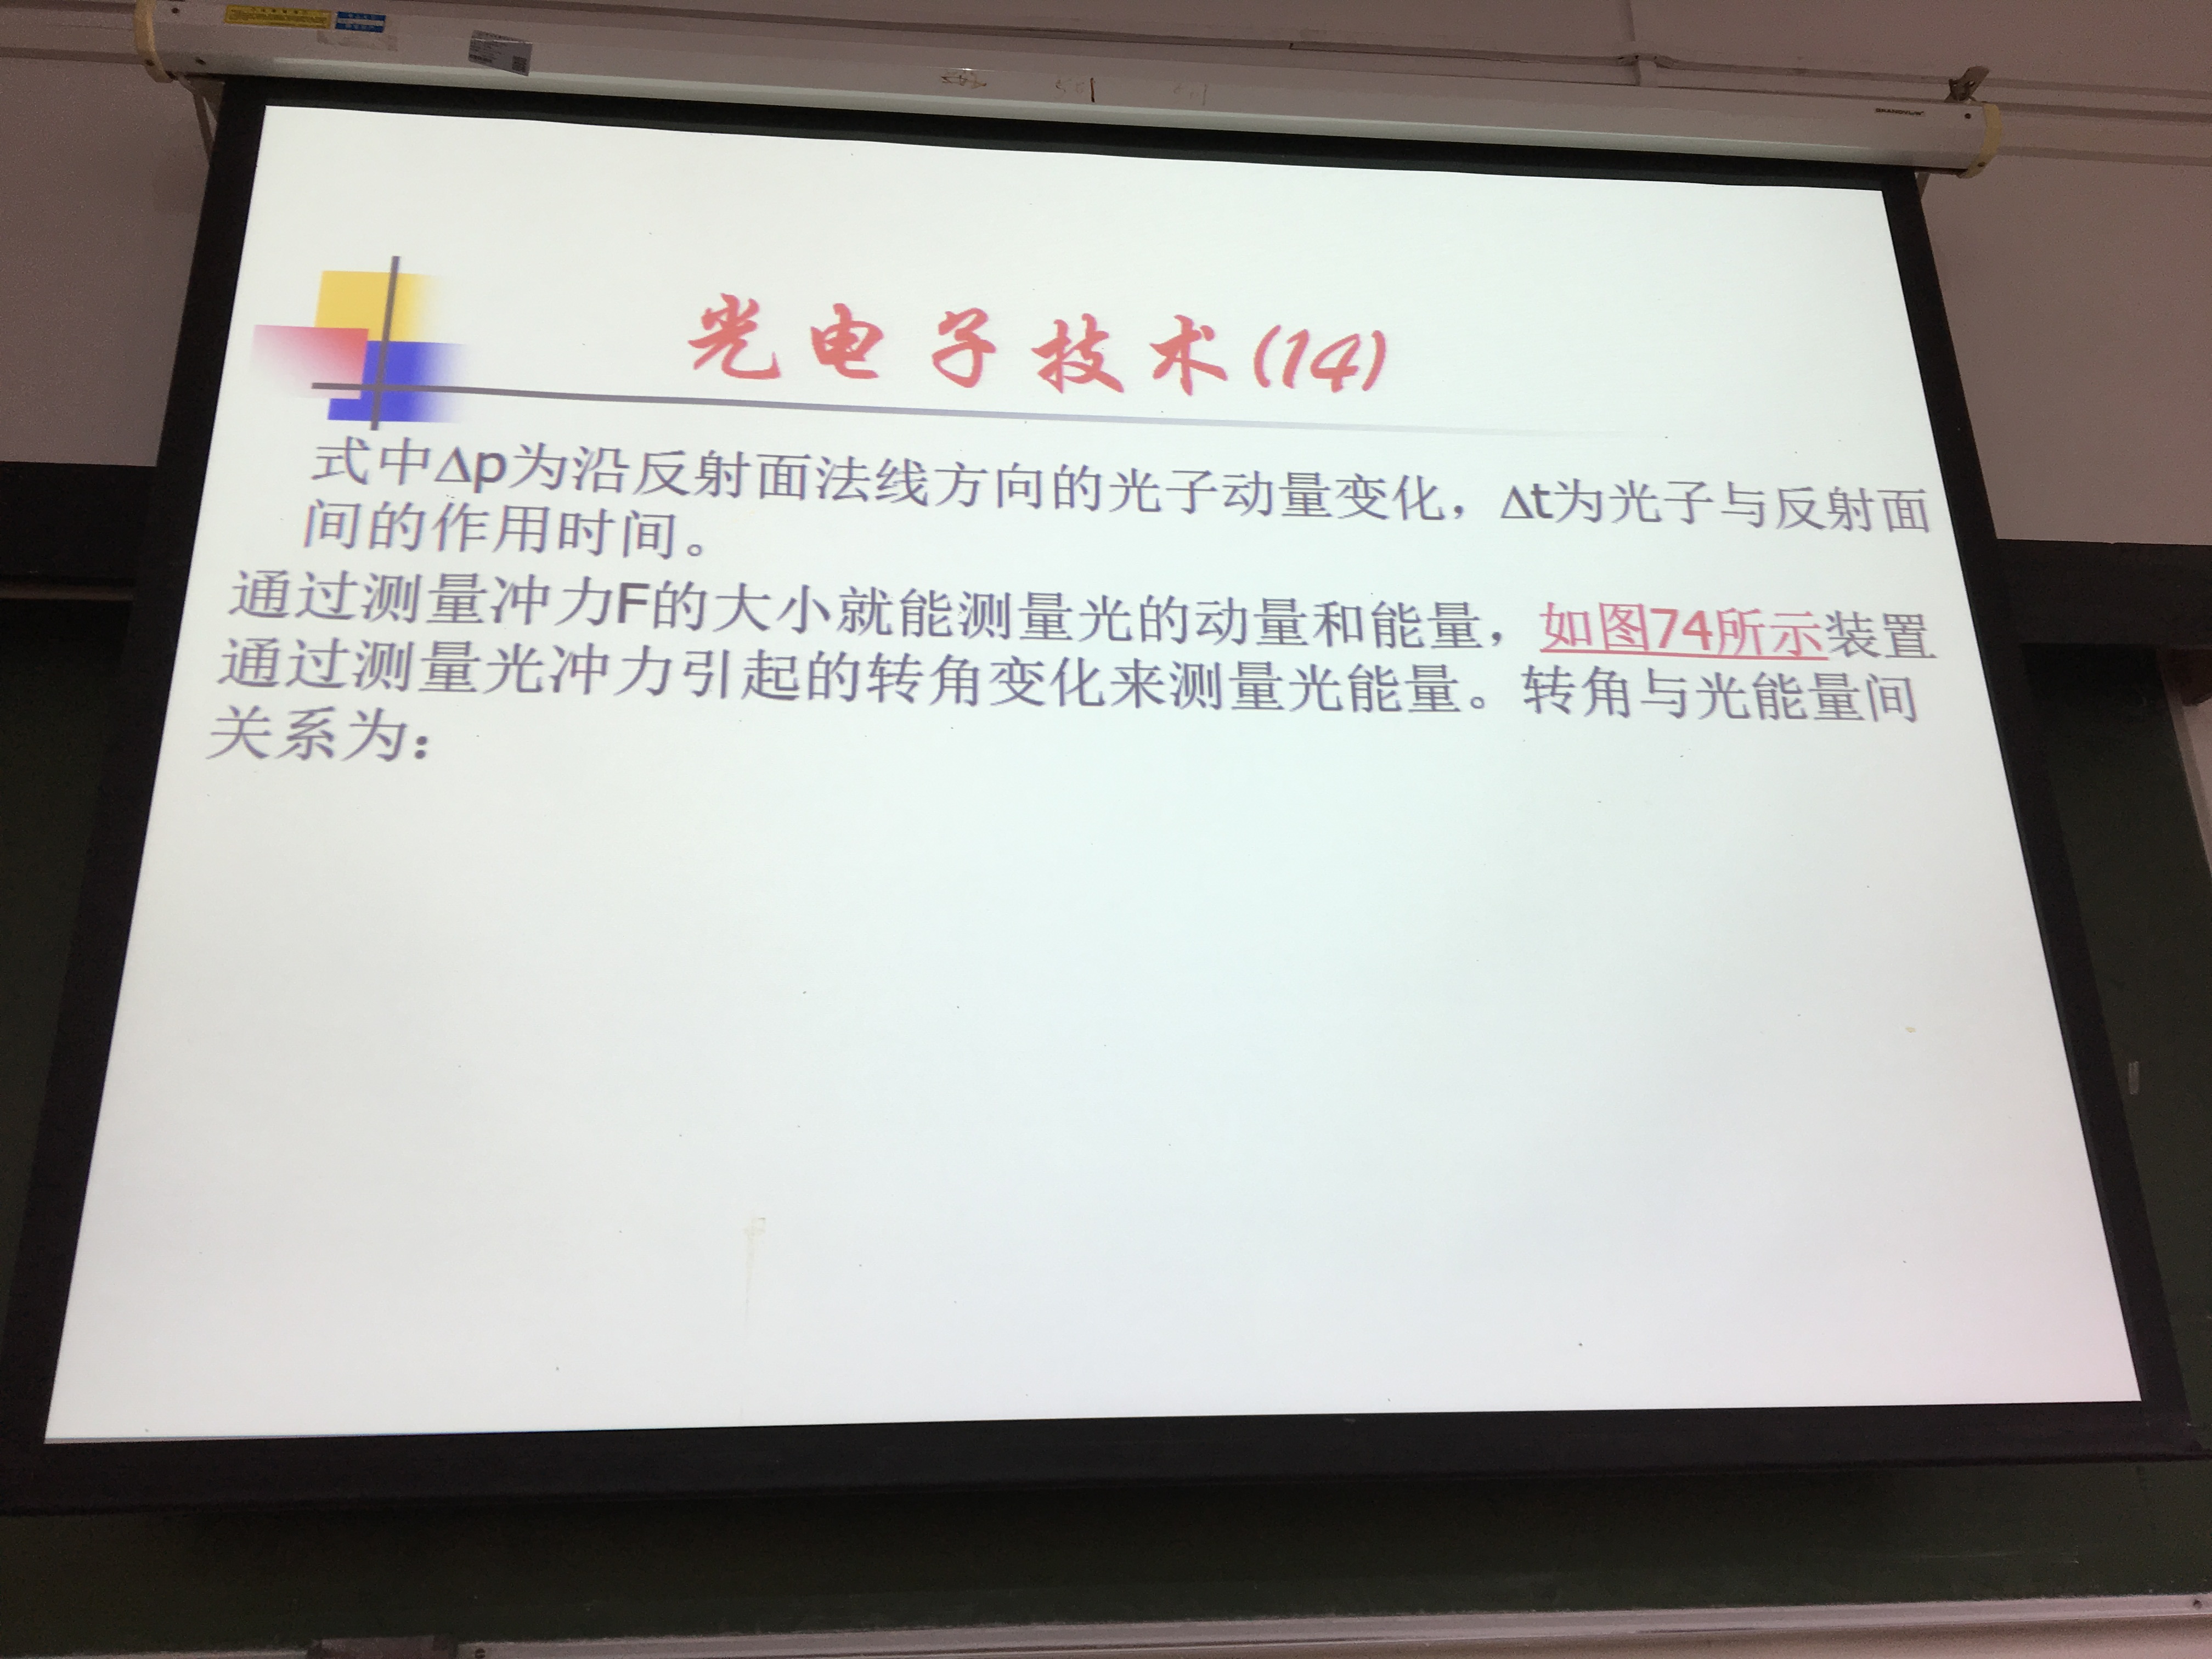 光电子技术(14)
式中Δp为沿反射面法线方向的光子动量变化，Δt为光子与反射面
间的作用时间。
通过测量冲力F的大小就能测量光的动量和能量，如图74所示装置
通过测量光冲力引起的转角变化来测量光能量。转角与光能量间
关系为：